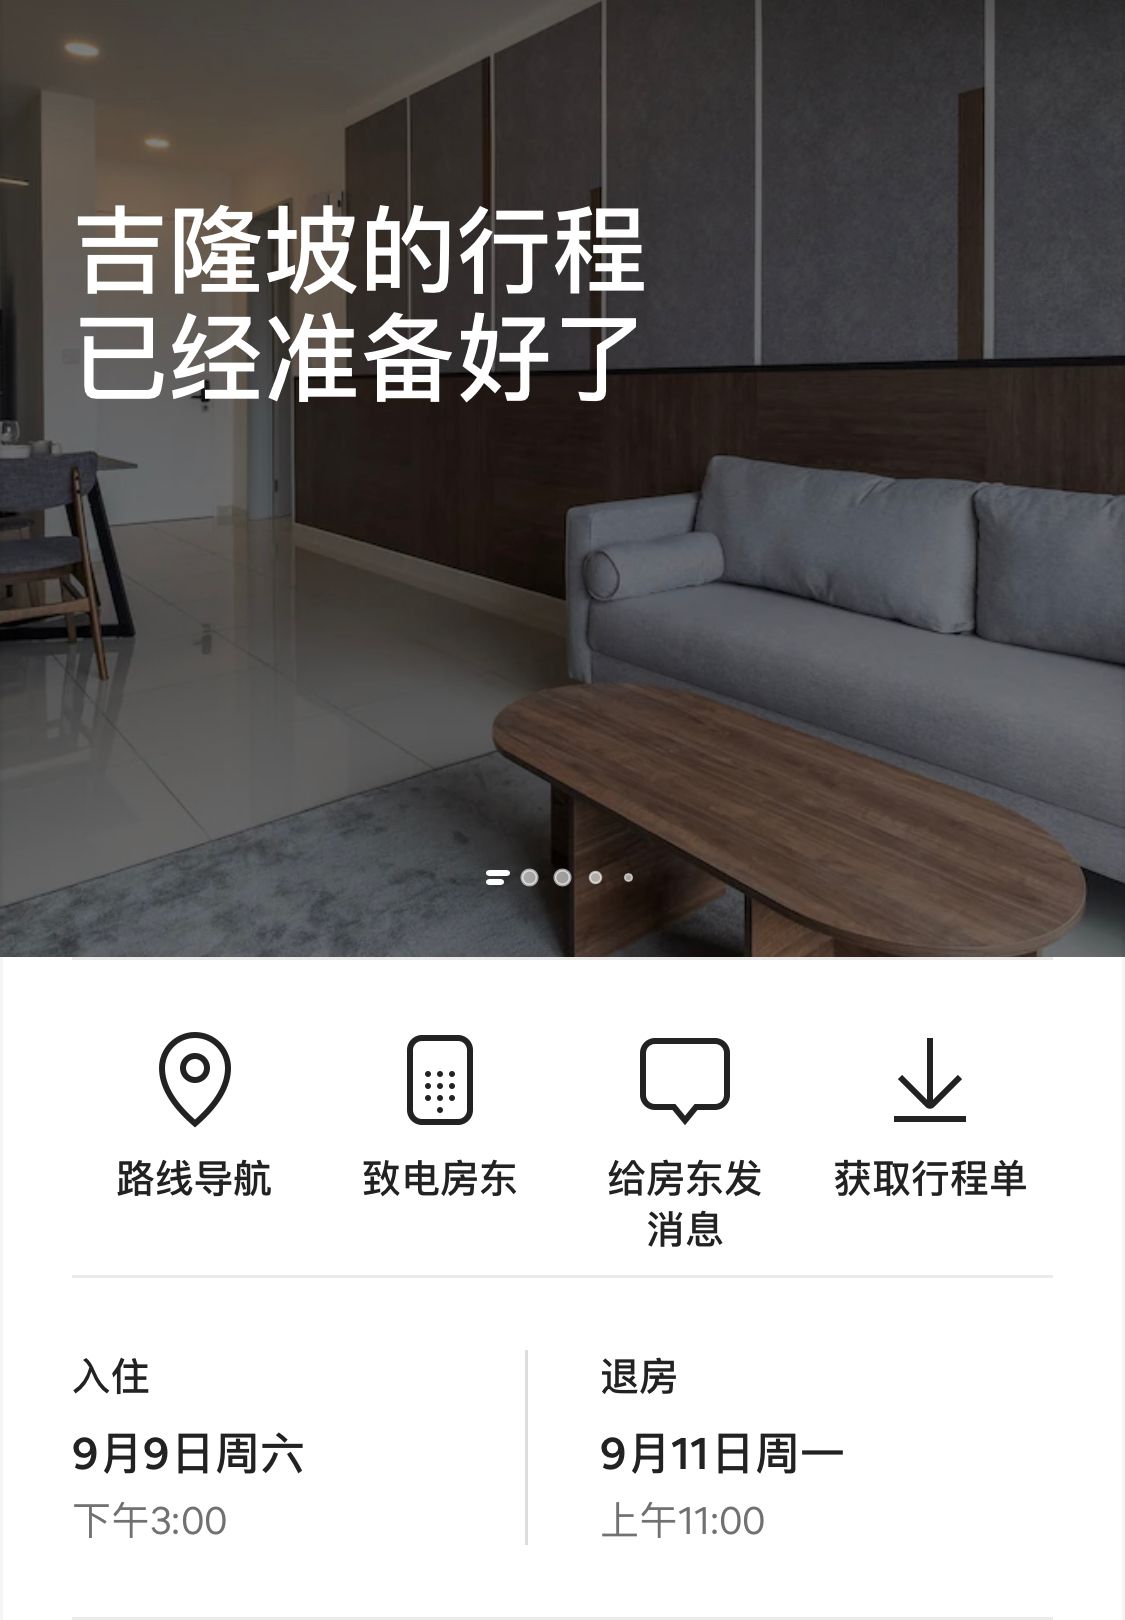 吉隆坡的行程
已经准备好了
路线导航
致电房东
给房东发
消息
获取行程单
入住
9月9日周六
下午3:00
退房
9月11日周一
上午11:00